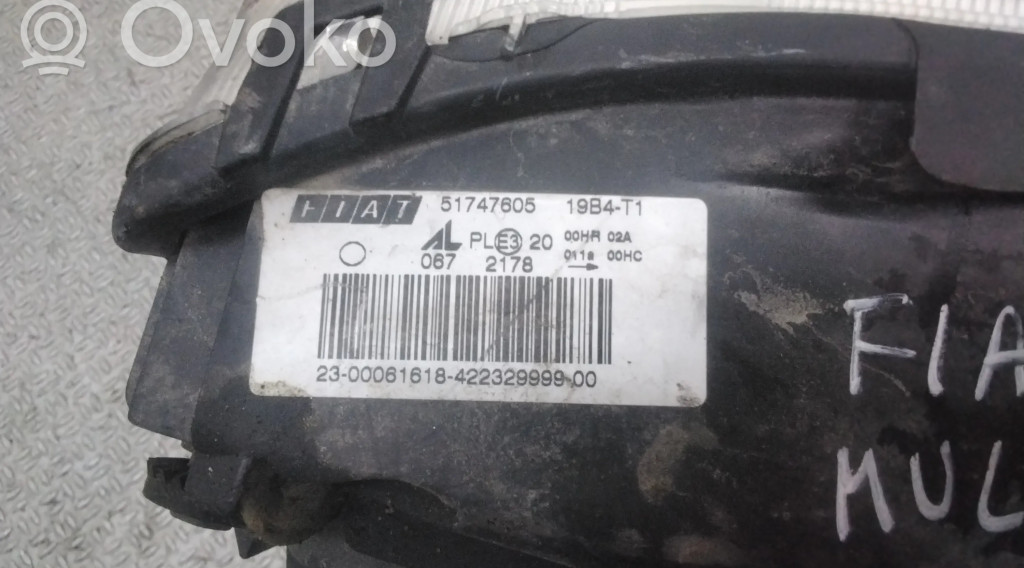 Ovoko
FIAT 51747605 19B4-T1
AL PL E3 20 00HR 02A
067 2178 011a → 00HC
23-00061618-422329999 00
FIA
MUL